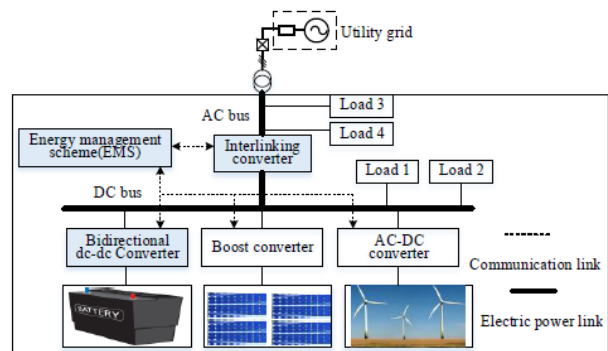 Utility grid
AC bus
Load 3
Load 4
Energy management
scheme(EMS)
Interlinking
converter
Load 1
Load 2
DC bus
Bidirectional
dc-dc Converter
Boost converter
AC-DC
converter
Communication link
BATTERY
Electric power link